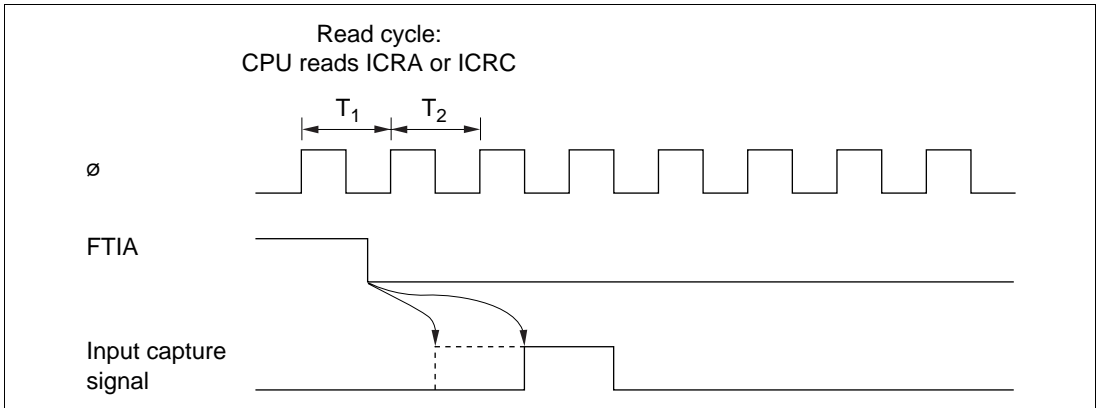 Read cycle:
CPU reads ICRA or ICRC
T1 T2
ø
FTIA
Input capture
signal